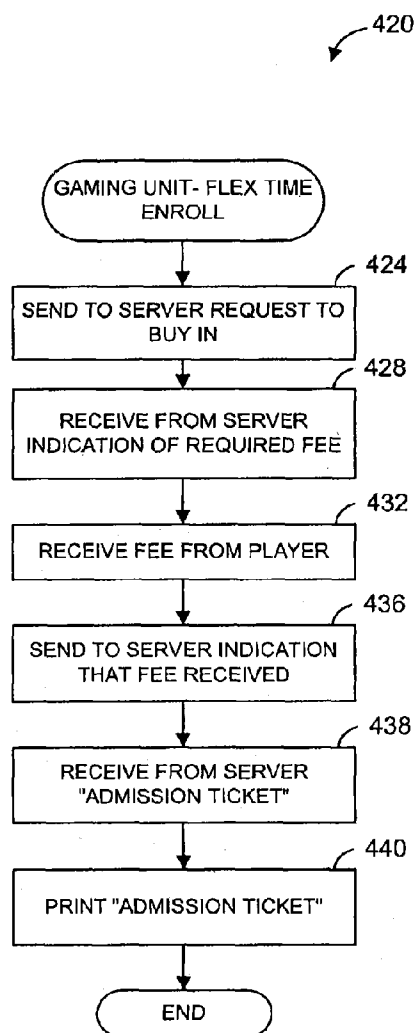 420
GAMING UNIT- FLEX TIME
ENROLL
424
SEND TO SERVER REQUEST TO
BUY IN
428
RECEIVE FROM SERVER
INDICATION OF REQUIRED FEE
432
RECEIVE FEE FROM PLAYER
436
SEND TO SERVER INDICATION
THAT FEE RECEIVED
438
RECEIVE FROM SERVER
"ADMISSION TICKET"
440
PRINT "ADMISSION TICKET"
END